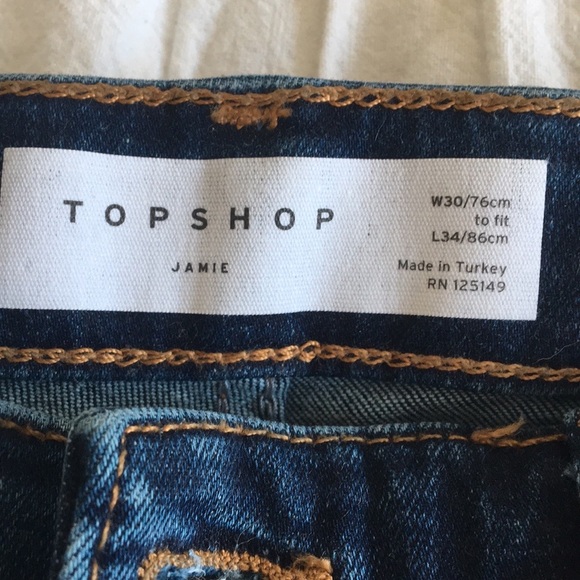 TOPSHOP
JAMIE
W30/76cm
to fit
L34/86cm
Made in Turkey
RN 125149